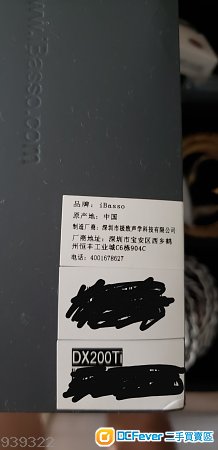 www.iBasso.com
品牌: iBasso
原产地: 中国
制造厂商: 深圳市极致声学科技有限公司
厂商地址: 深圳市宝安区西乡鹤
州恒丰工业城C6栋904C
电话: 4001678627
DX200Ti
939322
DCFever 二手買賣區